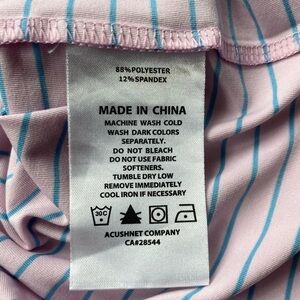 88% POLYESTER
12% SPANDEX
MADE IN CHINA
MACHINE WASH COLD
WASH DARK COLORS
SEPARATELY.
DO NOT BLEACH
DO NOT USE FABRIC
SOFTENERS.
TUMBLE DRY LOW
REMOVE IMMEDIATELY
COOL IRON IF NECESSARY
30C
ACUSHNET COMPANY
CA#28544